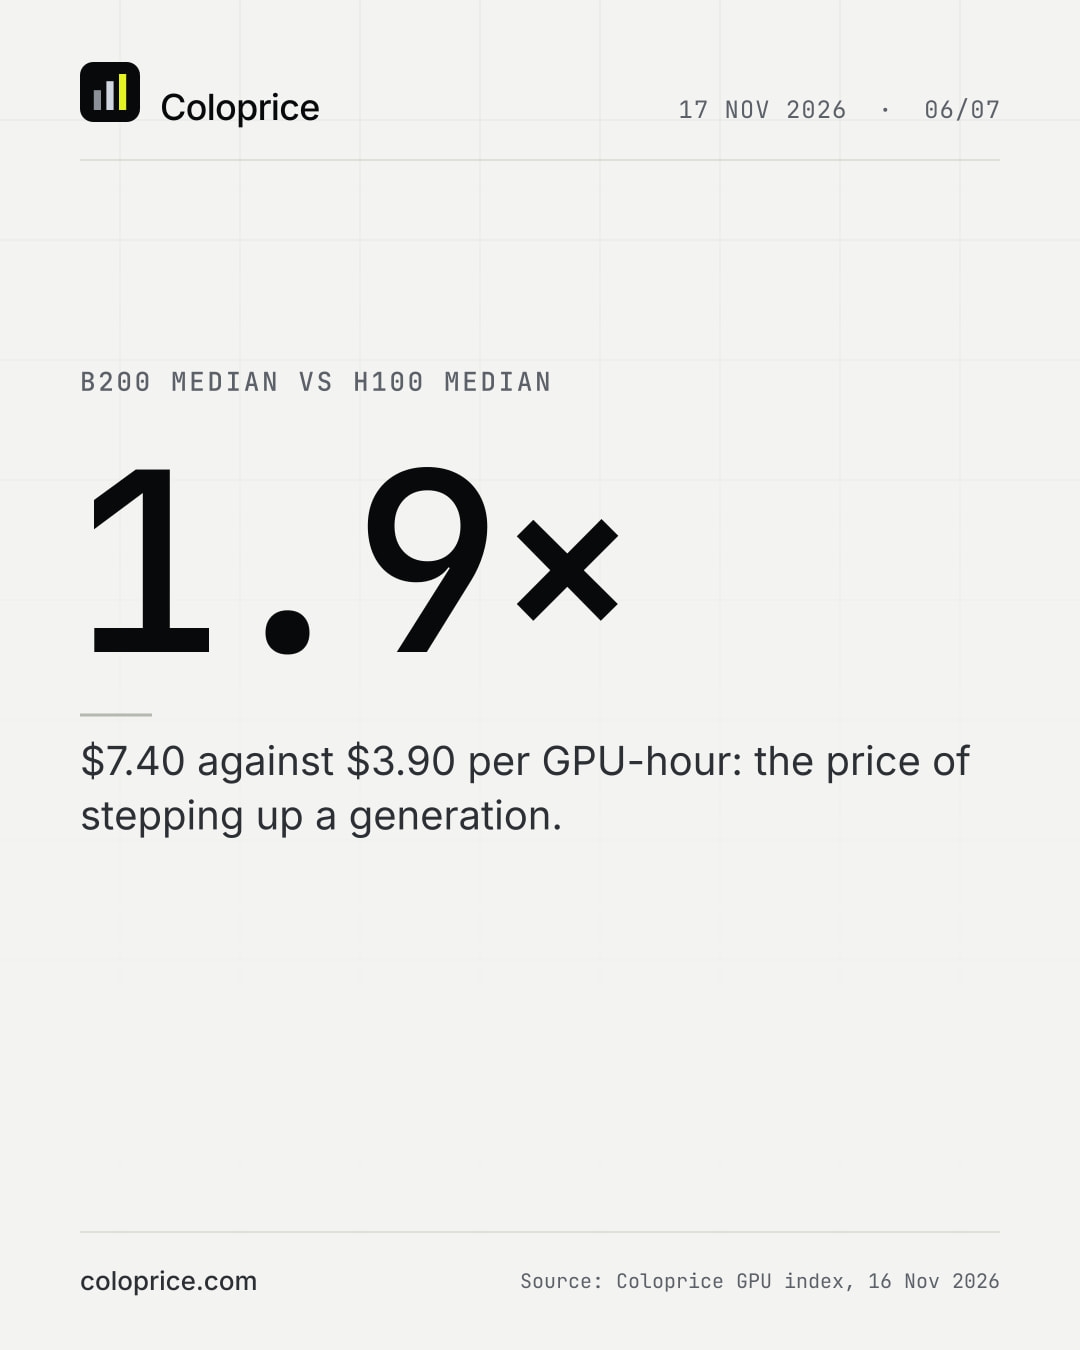 Coloprice
17 NOV 2026 · 06/07
B200 MEDIAN VS H100 MEDIAN
1.9×
$7.40 against $3.90 per GPU-hour: the price of
stepping up a generation.
coloprice.com
Source: Coloprice GPU index, 16 Nov 2026